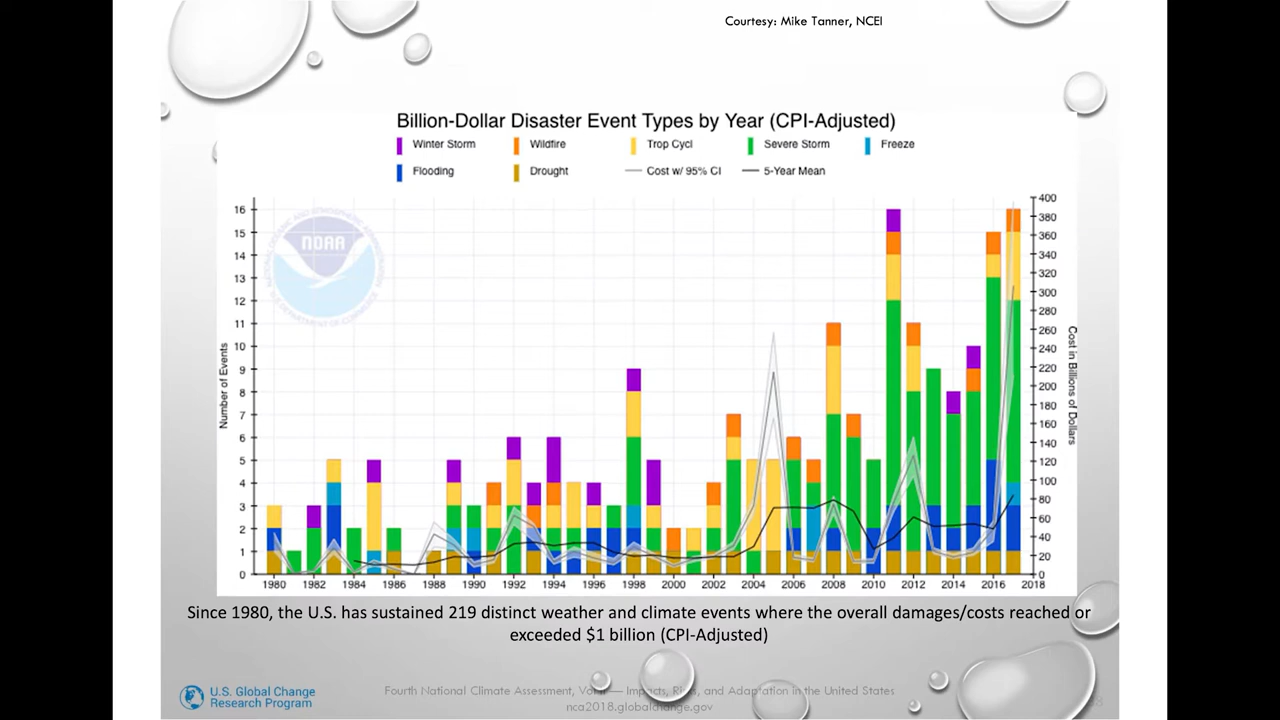 Courtesy: Mike Tanner, NCEI
Billion-Dollar Disaster Event Types by Year (CPI-Adjusted)
Winter Storm Wildfire Trop Cycl Severe Storm Freeze
Flooding Drought Cost w/ 95% CI 5-Year Mean
NOAA
Number of Events
16
15
14
13
12
11
10
9
8
7
6
5
4
3
2
1
0
400
380
360
340
320
300
280
260
240
220
200
180
160
140
120
100
80
60
40
20
0
Cost in Billions of Dollars
1980 1982 1984 1986 1988 1990 1992 1994 1996 1998 2000 2002 2004 2006 2008 2010 2012 2014 2016 2018
Since 1980, the U.S. has sustained 219 distinct weather and climate events where the overall damages/costs reached or
exceeded $1 billion (CPI-Adjusted)
U.S. Global Change
Research Program
Fourth National Climate Assessment, — Impacts, and Adaptation in the United States
nca2018.globalchange.gov